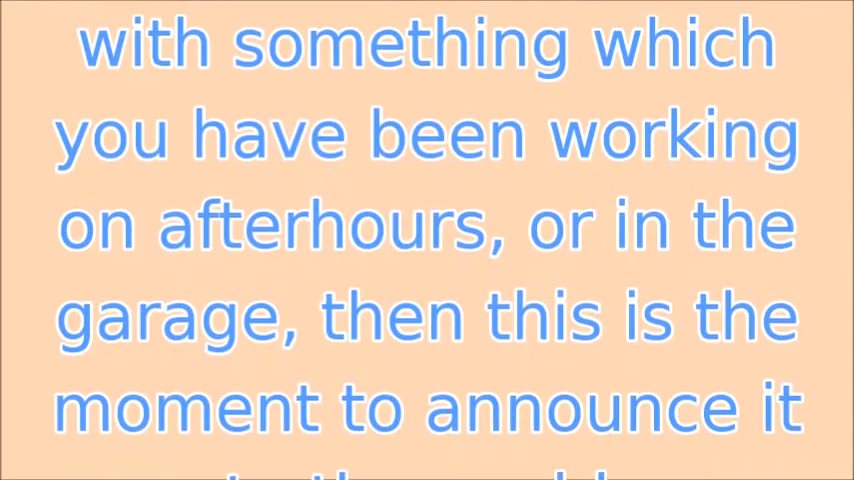 with something which
you have been working
on afterhours, or in the
garage, then this is the
moment to announce it